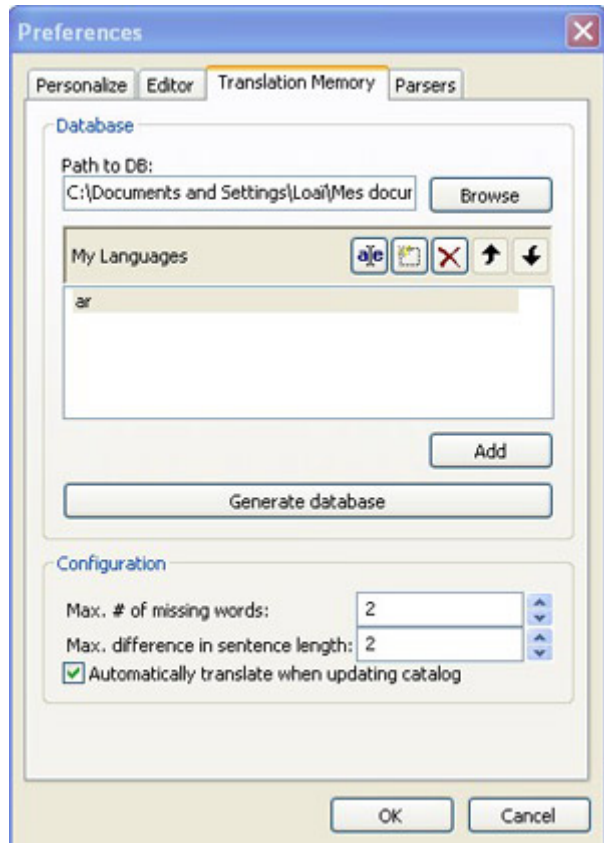 Preferences
Personalize Editor Translation Memory Parsers
Database
Path to DB:
C:\Documents and Settings\Loaï\Mes docur Browse
My Languages
ar
Add
Generate database
Configuration
Max. # of missing words: 2
Max. difference in sentence length: 2
Automatically translate when updating catalog
OK Cancel